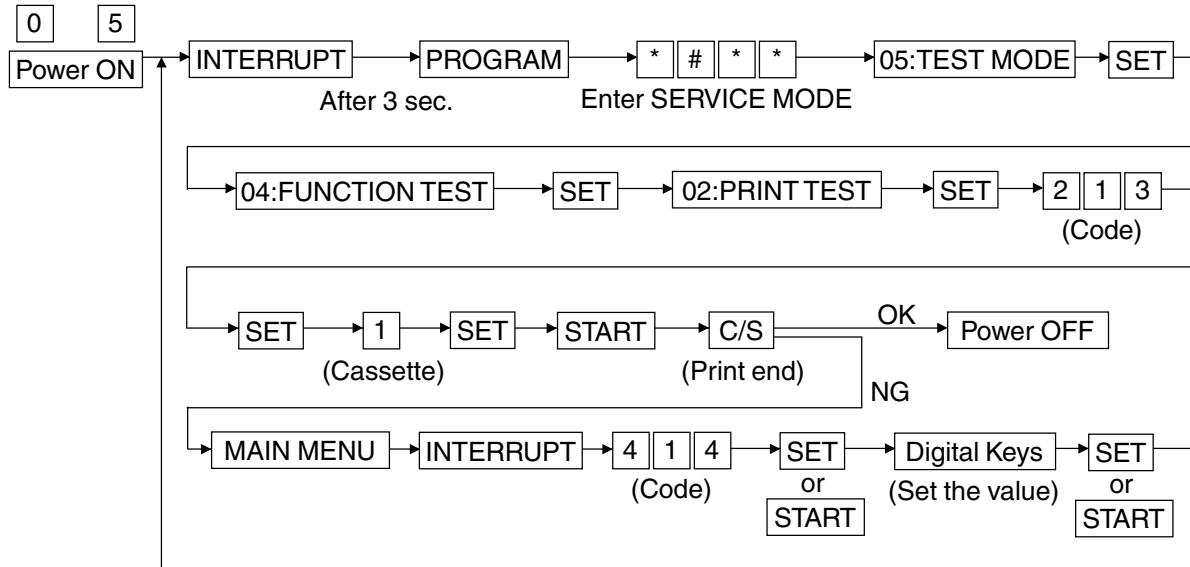 0 5
Power ON INTERRUPT PROGRAM * # * * 05:TEST MODE SET
After 3 sec. Enter SERVICE MODE
04:FUNCTION TEST SET 02:PRINT TEST SET 2 1 3
(Code)
SET 1 SET START C/S OK Power OFF
(Cassette) (Print end)
NG
MAIN MENU INTERRUPT 4 1 4 SET Digital Keys SET
(Code) or (Set the value) or
START START